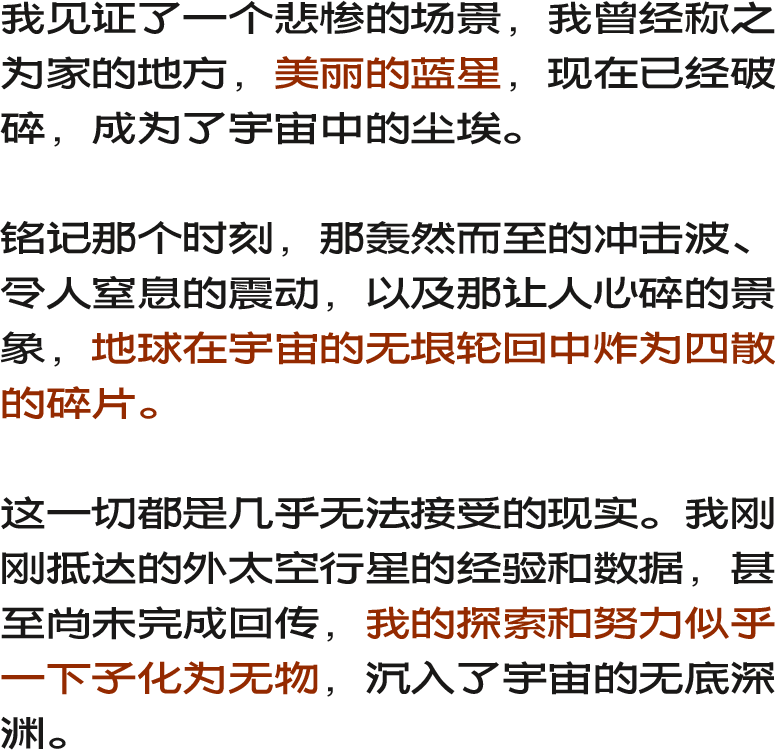 我见证了一个悲惨的场景，我曾经称之
为家的地方，美丽的蓝星，现在已经破
碎，成为了宇宙中的尘埃。
铭记那个时刻，那轰然而至的冲击波、
令人窒息的震动，以及那让人心碎的景
象，地球在宇宙的无垠轮回中炸为四散
的碎片。
这一切都是几乎无法接受的现实。我刚
刚抵达的外太空行星的经验和数据，甚
至尚未完成回传，我的探索和努力似乎
一下子化为无物，沉入了宇宙的无底深
渊。